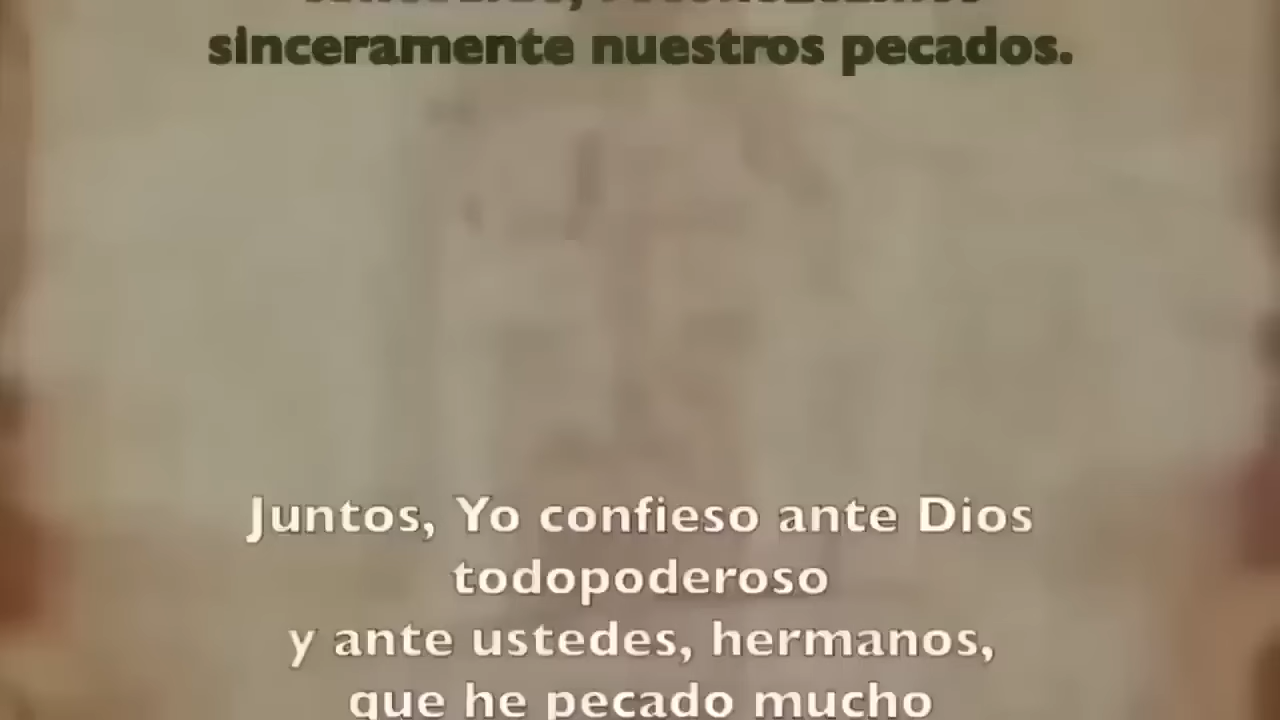 sinceramente nuestros pecados.
Juntos, Yo confieso ante Dios
todopoderoso
y ante ustedes, hermanos,
que he pecado mucho